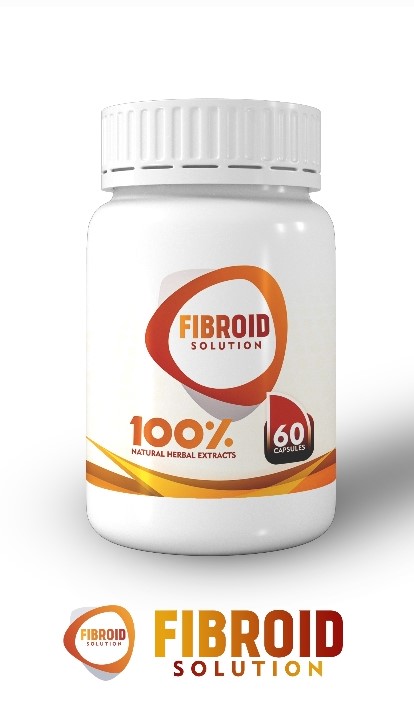 FIBROID
SOLUTION
100%
NATURAL HERBAL EXTRACTS
60
CAPSULES
FIBROID
SOLUTION
FIBROID
SOLUTION